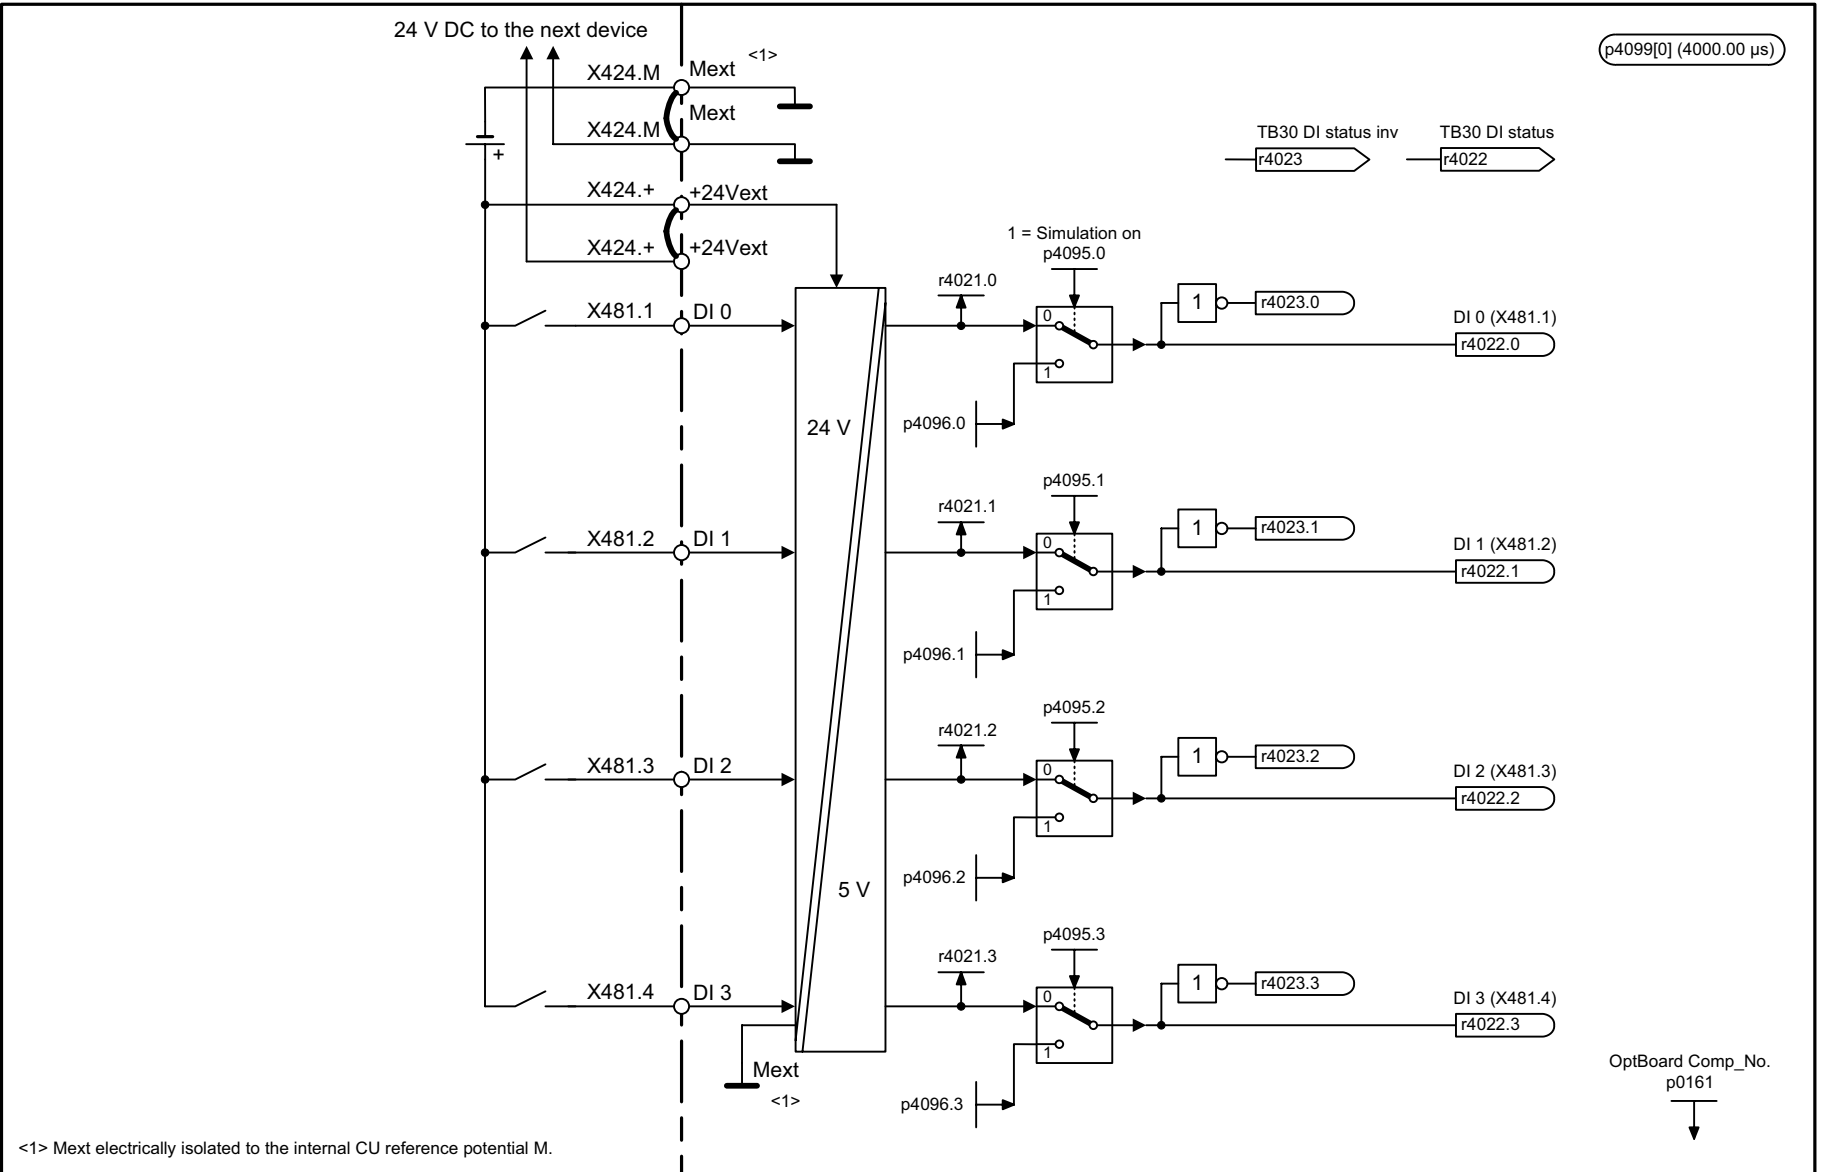 24 V DC to the next device
p4099[0] (4000.00 µs)
X424.M Mext <1>
Mext
X424.M
TB30 DI status inv TB30 DI status
r4023 r4022
+
X424.+ +24Vext
X424.+ +24Vext
1 = Simulation on
p4095.0
r4021.0
X481.1 DI 0
0
1 r4023.0
DI 0 (X481.1)
r4022.0
1
p4096.0
24 V
p4095.1
r4021.1
X481.2 DI 1
0
1 r4023.1
DI 1 (X481.2)
r4022.1
1
p4096.1
p4095.2
r4021.2
X481.3 DI 2
0
1 r4023.2
DI 2 (X481.3)
r4022.2
1
p4096.2
5 V
p4095.3
r4021.3
X481.4 DI 3
0
1 r4023.3
DI 3 (X481.4)
r4022.3
1
Mext
<1>
p4096.3
OptBoard Comp_No.
p0161
<1> Mext electrically isolated to the internal CU reference potential M.